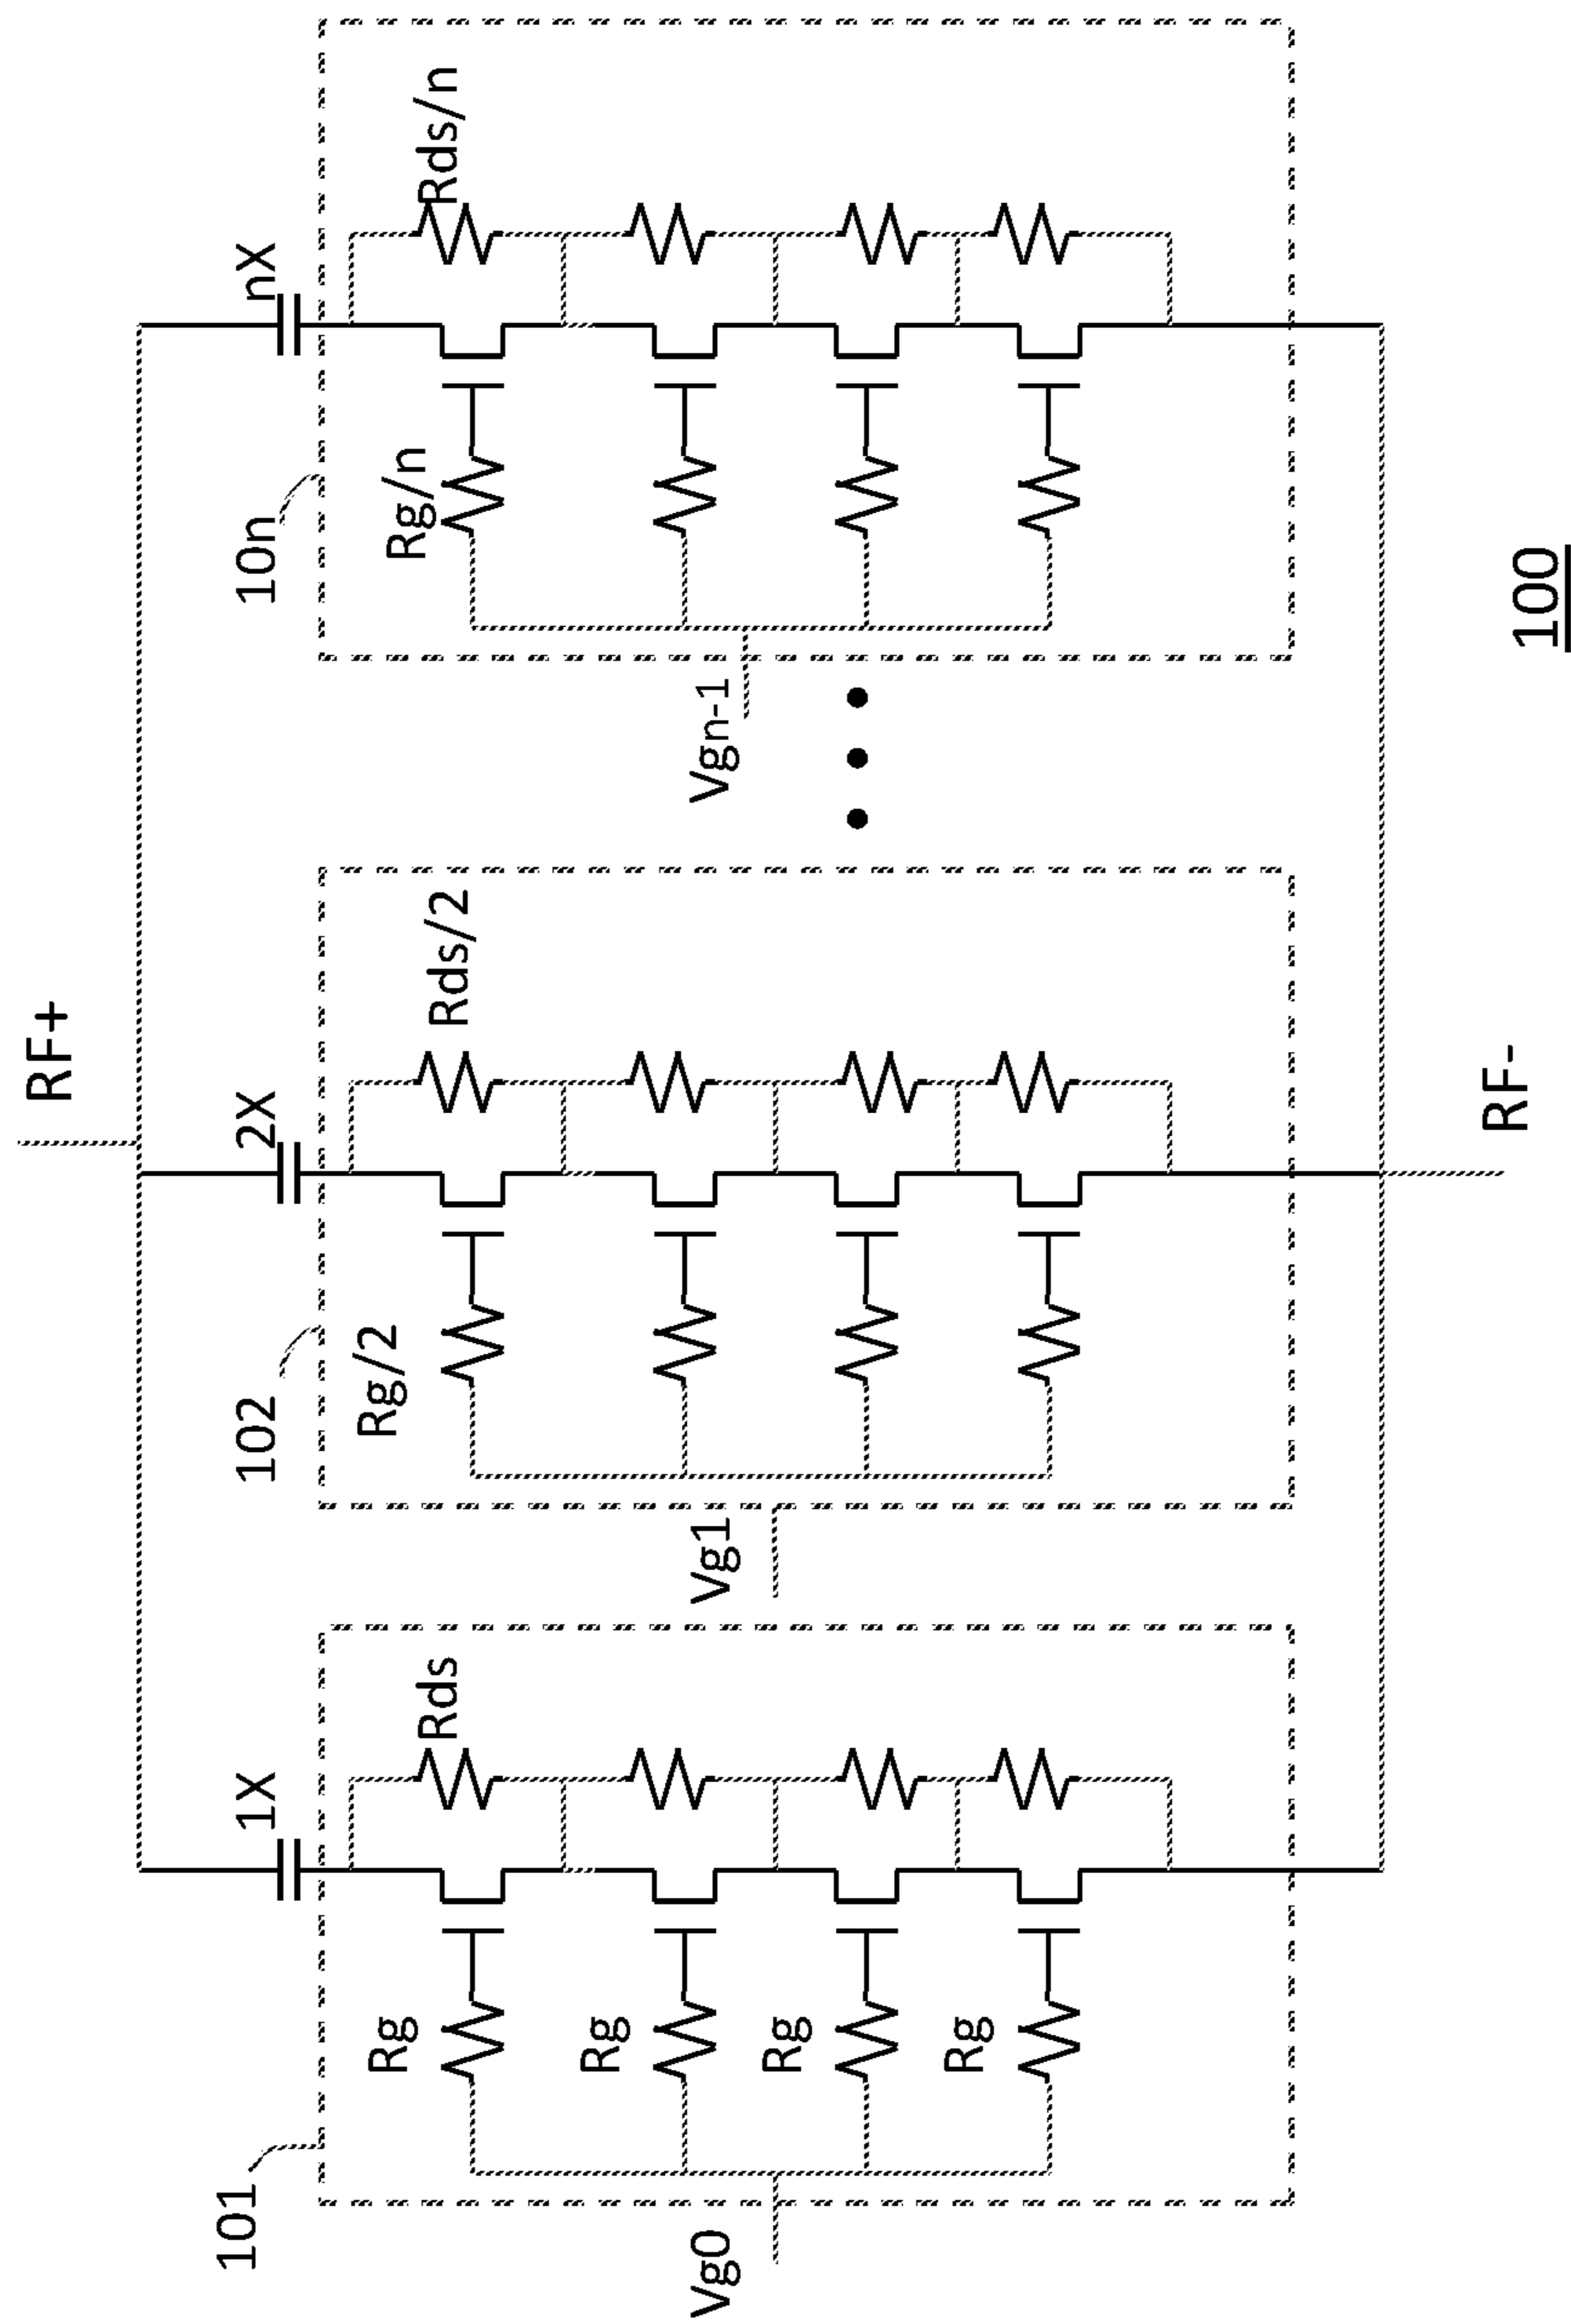 RF+
1X
2X
nX
101
102
10n
Rds
Rds/2
Rds/n
Rg
Rg/2
Rg/n
Rg
Rg
Rg
Vg0
Vg1
Vgn-1
RF-
100